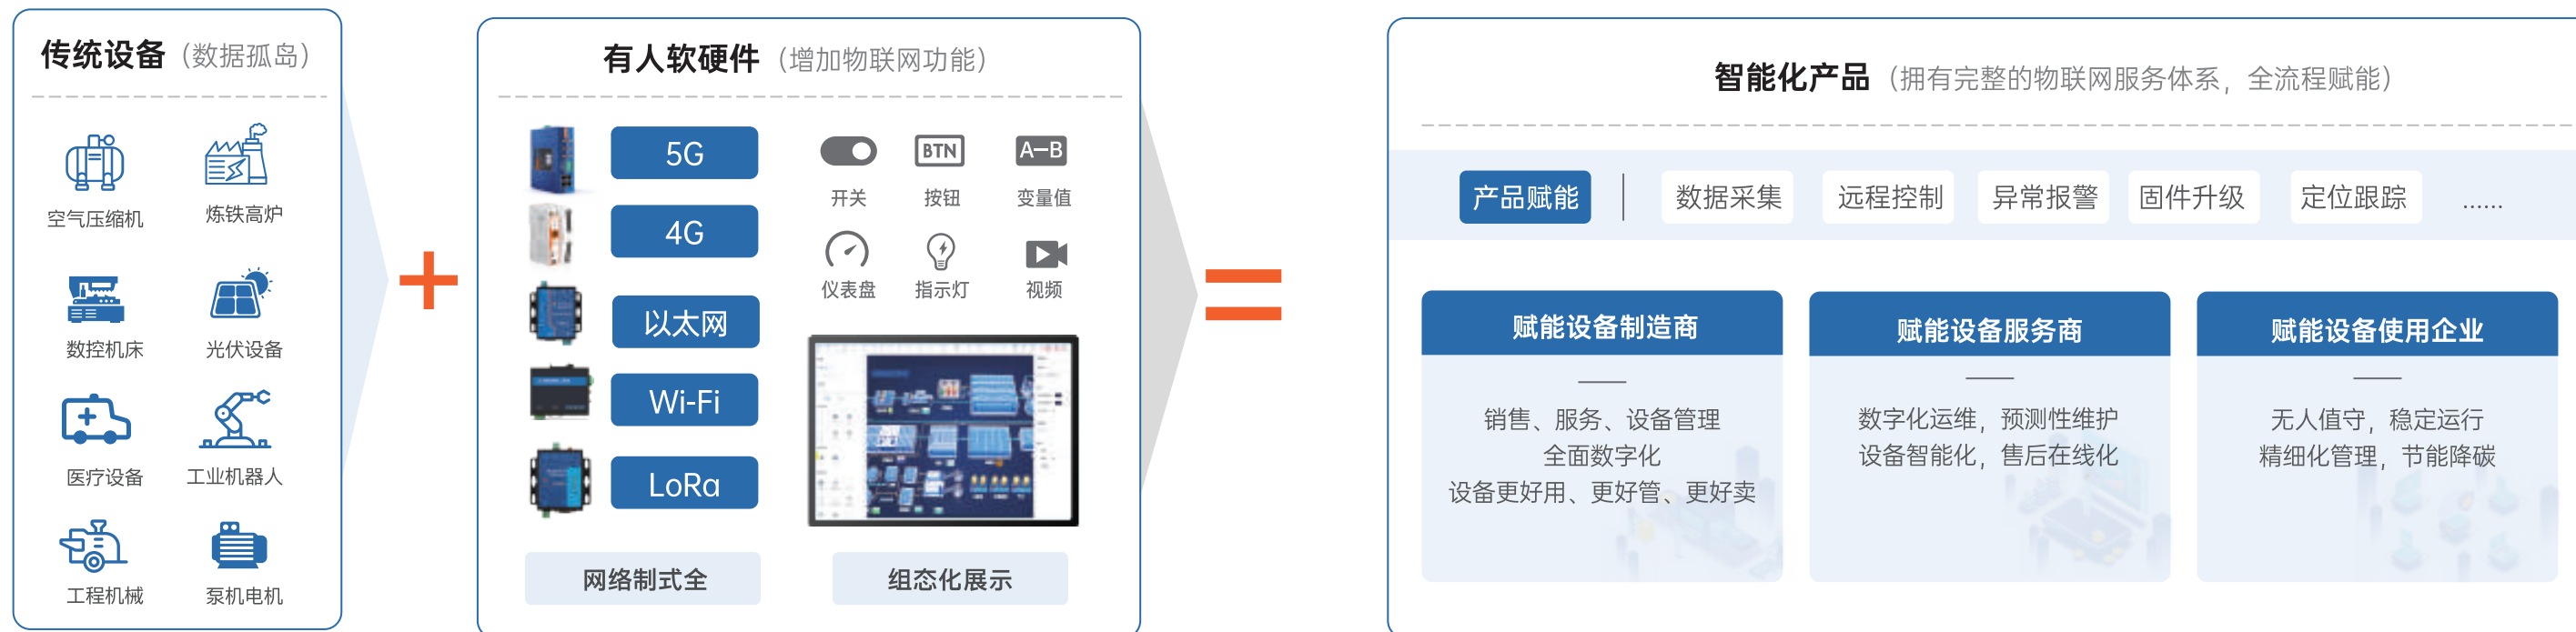 传统设备（数据孤岛）
空气压缩机
炼铁高炉
数控机床
光伏设备
医疗设备
工业机器人
工程机械
泵机电机
有人软硬件（增加物联网功能）
5G
4G
以太网
Wi-Fi
LoRa
BTN
A-B
开关
按钮
变量值
仪表盘
指示灯
视频
网络制式全
组态化展示
智能化产品（拥有完整的物联网服务体系，全流程赋能）
产品赋能
数据采集
远程控制
异常报警
固件升级
定位跟踪
......
赋能设备制造商
销售、服务、设备管理
全面数字化
设备更好用、更好管、更好卖
赋能设备服务商
数字化运维，预测性维护
设备智能化，售后在线化
赋能设备使用企业
无人值守，稳定运行
精细化管理，节能降碳